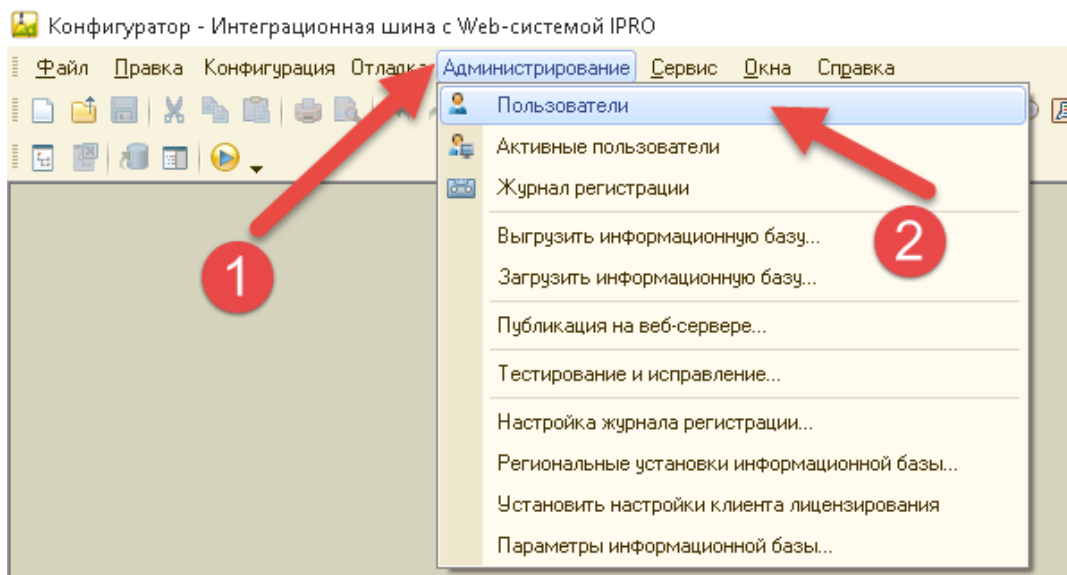 Конфигуратор - Интеграционная шина с Web-системой IPRO
Файл Правка Конфигурация Отладка Администрирование Сервис Окна Справка
Пользователи
Активные пользователи
Журнал регистрации
Выгрузить информационную базу...
2
Загрузить информационную базу...
1
Публикация на веб-сервере...
Тестирование и исправление...
Настройка журнала регистрации...
Региональные установки информационной базы...
Установить настройки клиента лицензирования
Параметры информационной базы...